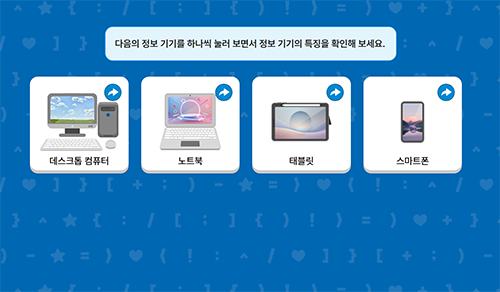 다음의 정보 기기를 하나씩 눌러 보면서 정보 기기의 특징을 확인해 보세요.
데스크톱 컴퓨터
노트북
태블릿
스마트폰